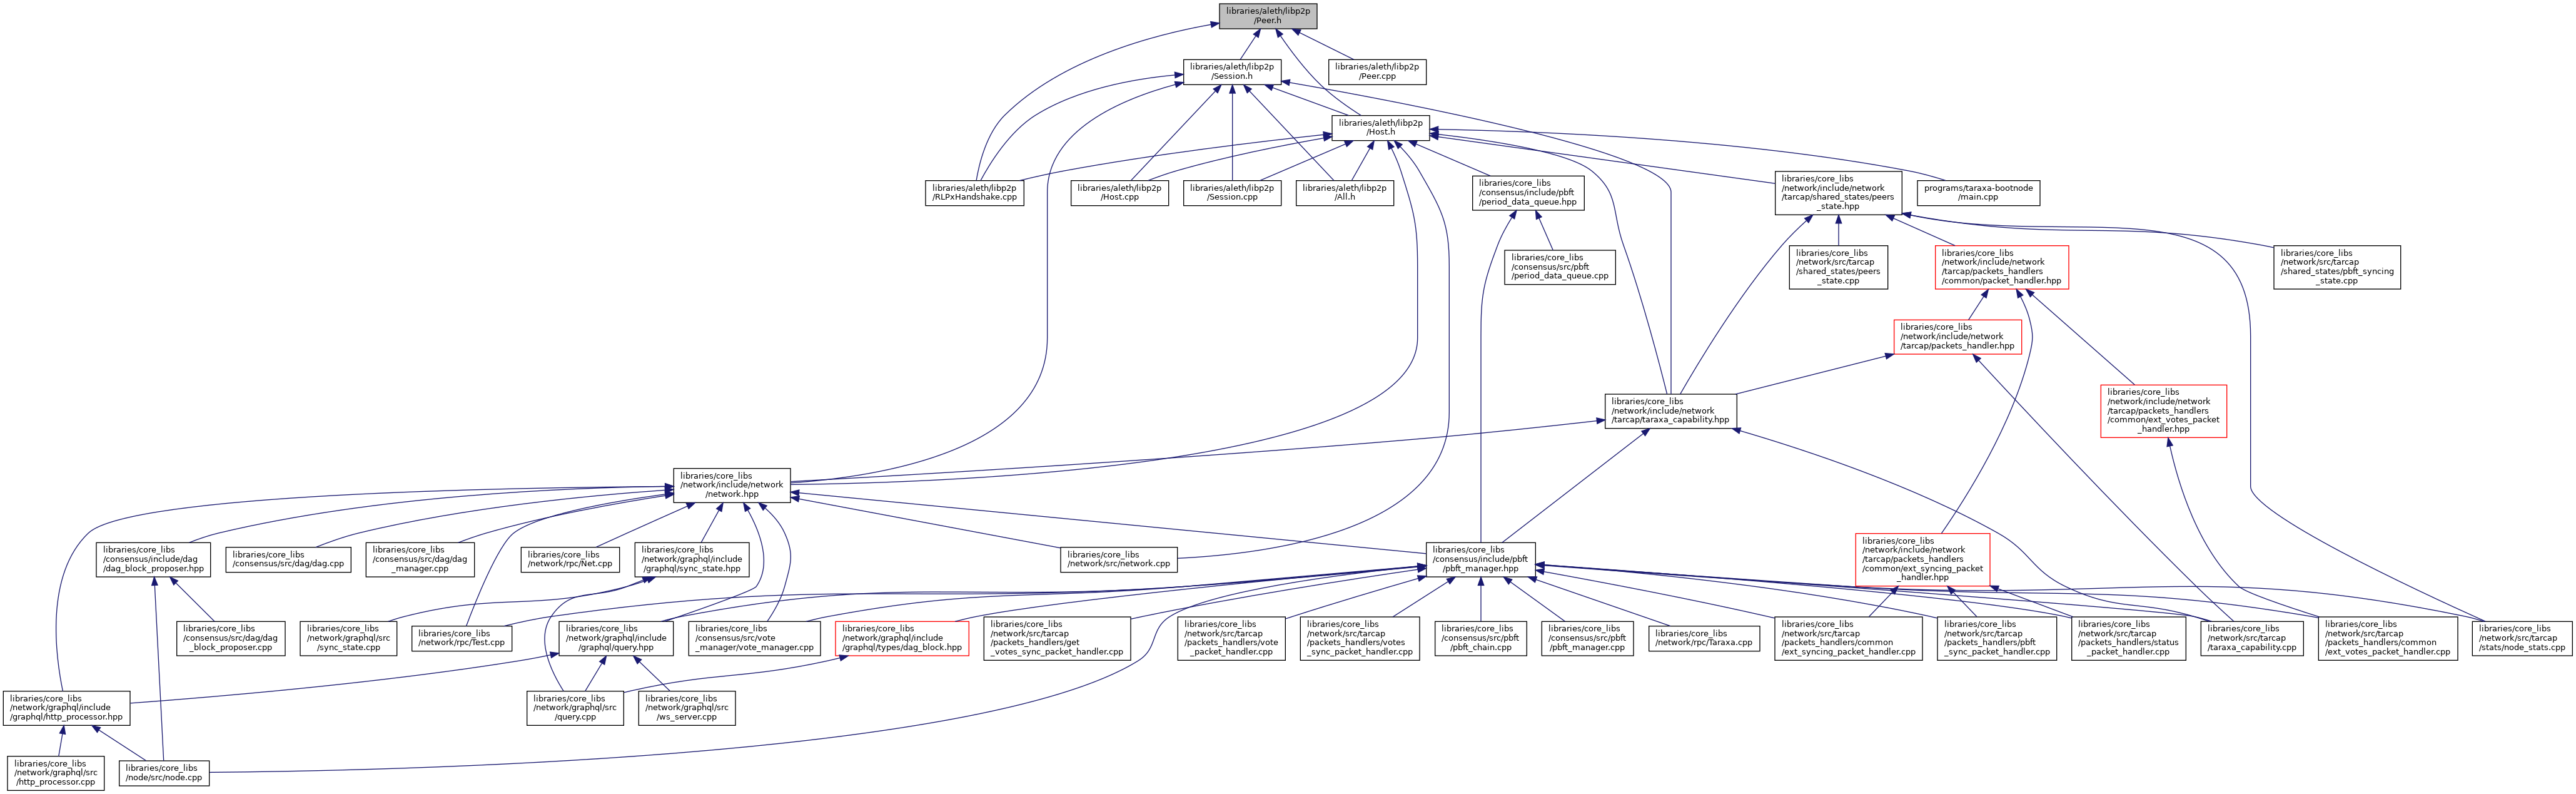 libraries/aleth/libp2p
/Peer.h
libraries/aleth/libp2p
/Session.h
libraries/aleth/libp2p
/Peer.cpp
libraries/aleth/libp2p
/Host.h
libraries/aleth/libp2p
/RLPxHandshake.cpp
libraries/aleth/libp2p
/Host.cpp
libraries/aleth/libp2p
/Session.cpp
libraries/aleth/libp2p
/All.h
libraries/core_libs
/consensus/include/pbft
/period_data_queue.hpp
libraries/core_libs
/network/include/network
/tarcap/shared_states/peers
_state.hpp
programs/taraxa-bootnode
/main.cpp
libraries/core_libs
/consensus/src/pbft
/period_data_queue.cpp
libraries/core_libs
/network/src/tarcap
/shared_states/peers
_state.cpp
libraries/core_libs
/network/include/network
/tarcap/packets_handlers
/common/packet_handler.hpp
libraries/core_libs
/network/src/tarcap
/shared_states/pbft_syncing
_state.cpp
libraries/core_libs
/network/include/network
/tarcap/packets_handler.hpp
libraries/core_libs
/network/include/network
/tarcap/taraxa_capability.hpp
libraries/core_libs
/network/include/network
/tarcap/packets_handlers
/common/ext_votes_packet
_handler.hpp
libraries/core_libs
/network/include/network
/network.hpp
libraries/core_libs
/consensus/include/dag
/dag_block_proposer.hpp
libraries/core_libs
/consensus/src/dag/dag.cpp
libraries/core_libs
/consensus/src/dag/dag
_manager.cpp
libraries/core_libs
/network/rpc/Net.cpp
libraries/core_libs
/network/graphql/include
/graphql/sync_state.hpp
libraries/core_libs
/network/src/network.cpp
libraries/core_libs
/consensus/include/pbft
/pbft_manager.hpp
libraries/core_libs
/network/include/network
/tarcap/packets_handlers
/common/ext_syncing_packet
_handler.hpp
libraries/core_libs
/consensus/src/dag/dag
_block_proposer.cpp
libraries/core_libs
/network/graphql/src
/sync_state.cpp
libraries/core_libs
/network/rpc/Test.cpp
libraries/core_libs
/network/graphql/include
/graphql/query.hpp
libraries/core_libs
/consensus/src/vote
_manager/vote_manager.cpp
libraries/core_libs
/network/graphql/include
/graphql/types/dag_block.hpp
libraries/core_libs
/network/src/tarcap
/packets_handlers/get
_votes_sync_packet_handler.cpp
libraries/core_libs
/network/src/tarcap
/packets_handlers/vote
_packet_handler.cpp
libraries/core_libs
/network/src/tarcap
/packets_handlers/votes
_sync_packet_handler.cpp
libraries/core_libs
/consensus/src/pbft
/pbft_chain.cpp
libraries/core_libs
/consensus/src/pbft
/pbft_manager.cpp
libraries/core_libs
/network/rpc/Taraxa.cpp
libraries/core_libs
/network/src/tarcap
/packets_handlers/common
/ext_syncing_packet_handler.cpp
libraries/core_libs
/network/src/tarcap
/packets_handlers/pbft
_sync_packet_handler.cpp
libraries/core_libs
/network/src/tarcap
/packets_handlers/status
_packet_handler.cpp
libraries/core_libs
/network/src/tarcap
/taraxa_capability.cpp
libraries/core_libs
/network/src/tarcap
/packets_handlers/common
/ext_votes_packet_handler.cpp
libraries/core_libs
/network/src/tarcap
/stats/node_stats.cpp
libraries/core_libs
/network/graphql/include
/graphql/http_processor.hpp
libraries/core_libs
/network/graphql/src
/query.cpp
libraries/core_libs
/network/graphql/src
/ws_server.cpp
libraries/core_libs
/network/graphql/src
/http_processor.cpp
libraries/core_libs
/node/src/node.cpp